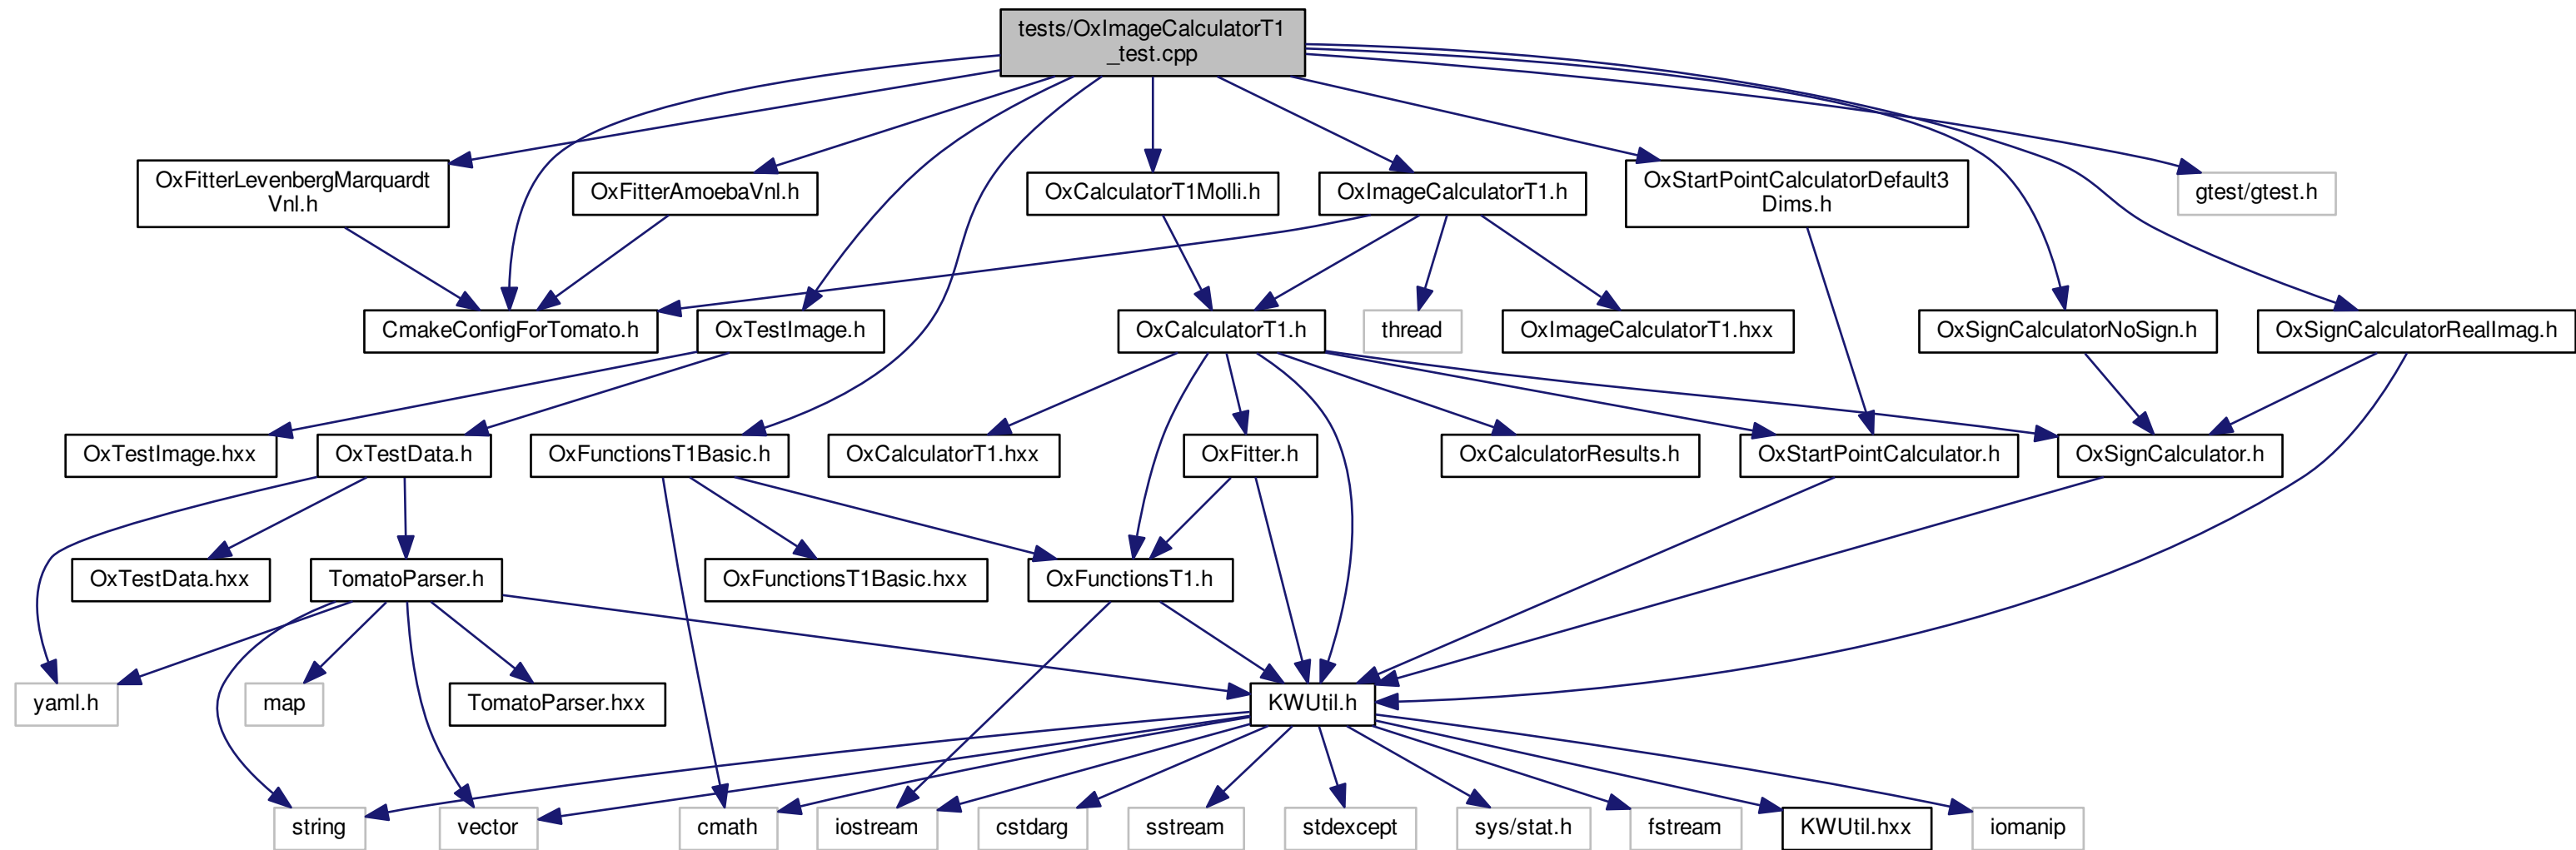 tests/OxImageCalculatorT1
_test.cpp
OxFitterLevenbergMarquardt
Vnl.h
OxFitterAmoebaVnl.h
OxCalculatorT1Molli.h
OxImageCalculatorT1.h
OxStartPointCalculatorDefault3
Dims.h
gtest/gtest.h
CmakeConfigForTomato.h
OxTestImage.h
OxCalculatorT1.h
thread
OxImageCalculatorT1.hxx
OxSignCalculatorNoSign.h
OxSignCalculatorRealImag.h
OxTestImage.hxx
OxTestData.h
OxFunctionsT1Basic.h
OxCalculatorT1.hxx
OxFitter.h
OxCalculatorResults.h
OxStartPointCalculator.h
OxSignCalculator.h
OxTestData.hxx
TomatoParser.h
OxFunctionsT1Basic.hxx
OxFunctionsT1.h
yaml.h
map
TomatoParser.hxx
KWUtil.h
string
vector
cmath
iostream
cstdarg
sstream
stdexcept
sys/stat.h
fstream
KWUtil.hxx
iomanip